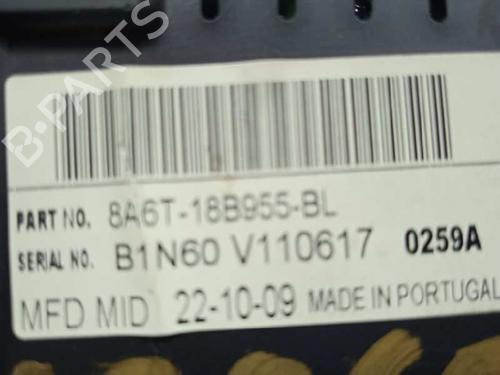 B-PARTS
PART NO. 8A6T-18B955-BL
SERIAL NO. B1N60 V110617 0259A
MFD MID 22-10-09 MADE IN PORTUGAL